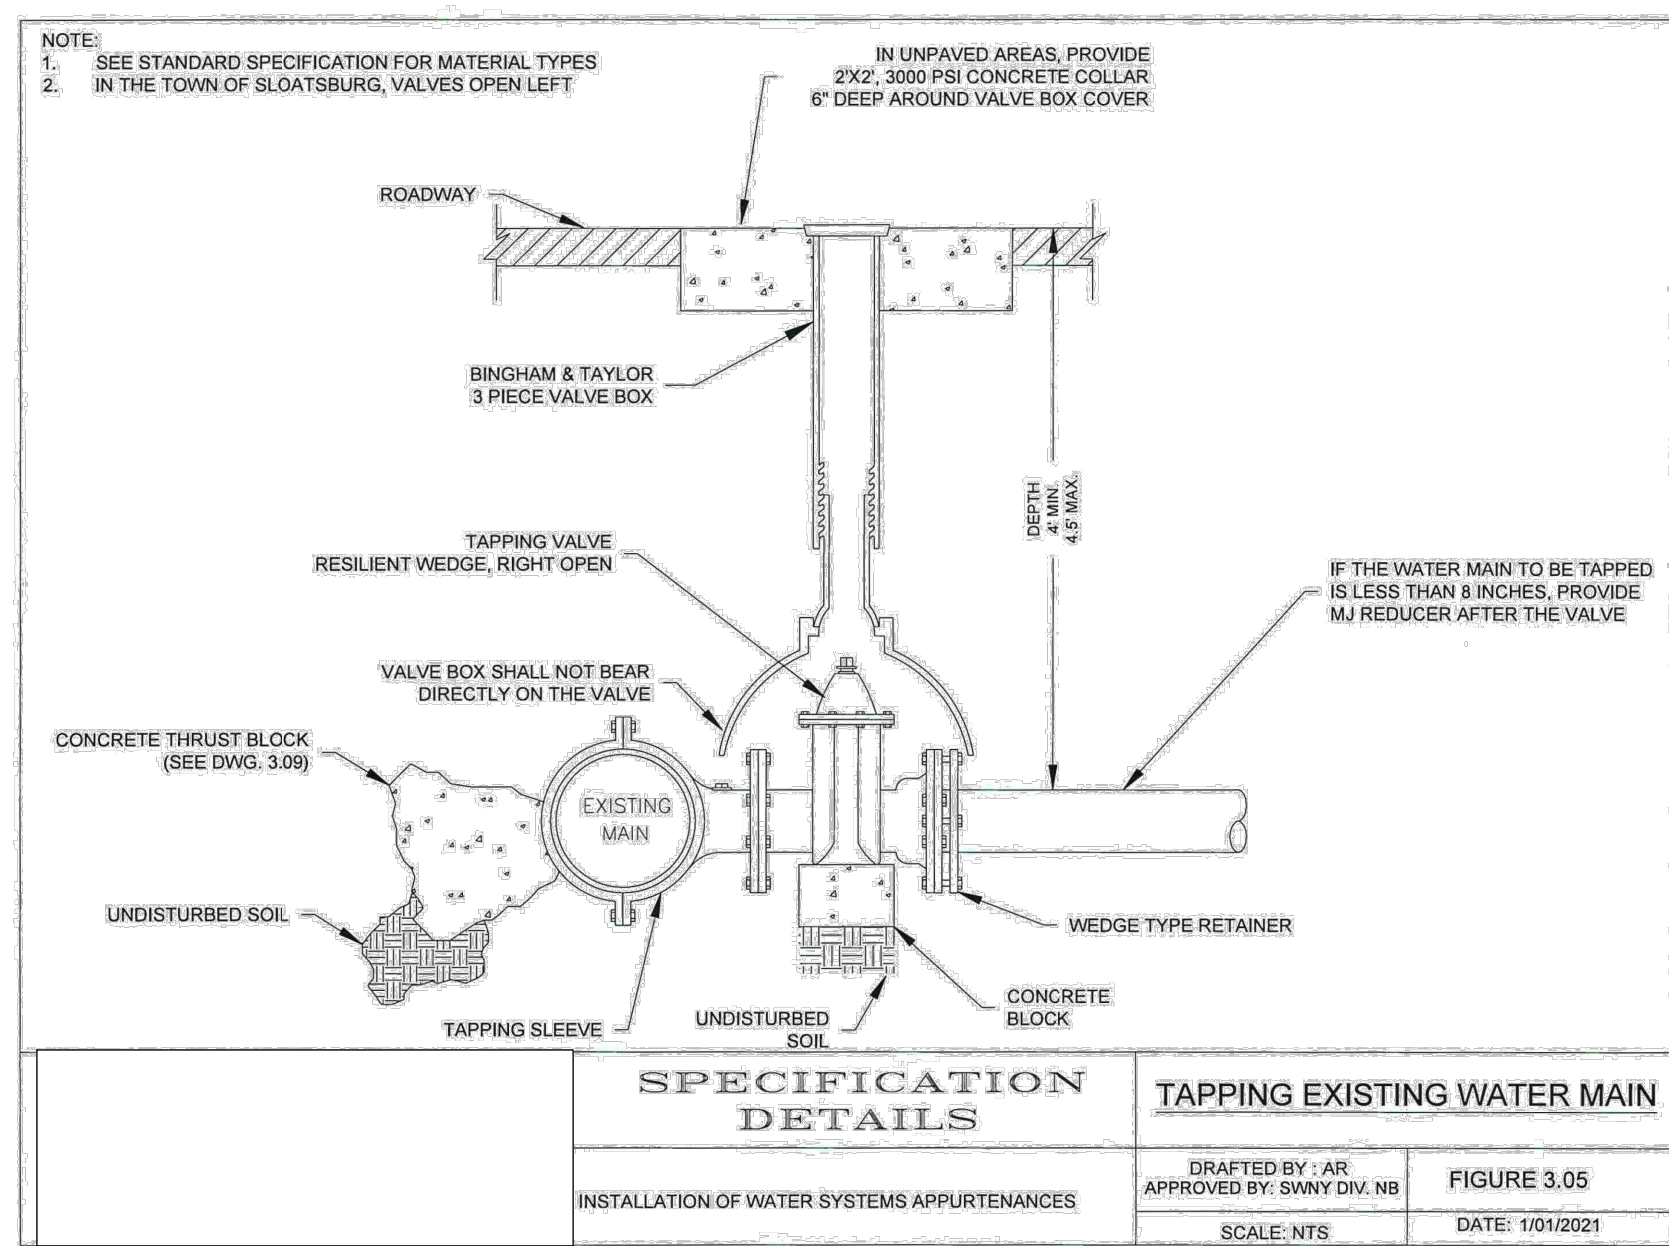 NOTE:
1. SEE STANDARD SPECIFICATION FOR MATERIAL TYPES
2. IN THE TOWN OF SLOATSBURG, VALVES OPEN LEFT
IN UNPAVED AREAS, PROVIDE
2'X2', 3000 PSI CONCRETE COLLAR
6" DEEP AROUND VALVE BOX COVER
ROADWAY
BINGHAM & TAYLOR
3 PIECE VALVE BOX
DEPTH
4' MIN.
4.5' MAX.
TAPPING VALVE
RESILIENT WEDGE, RIGHT OPEN
IF THE WATER MAIN TO BE TAPPED
IS LESS THAN 8 INCHES, PROVIDE
MJ REDUCER AFTER THE VALVE
VALVE BOX SHALL NOT BEAR
DIRECTLY ON THE VALVE
CONCRETE THRUST BLOCK
(SEE DWG. 3.09)
EXISTING
MAIN
UNDISTURBED SOIL
WEDGE TYPE RETAINER
CONCRETE
BLOCK
TAPPING SLEEVE
UNDISTURBED
SOIL
SPECIFICATION
DETAILS
TAPPING EXISTING WATER MAIN
INSTALLATION OF WATER SYSTEMS APPURTENANCES
DRAFTED BY : AR
APPROVED BY: SWNY DIV. NB
FIGURE 3.05
SCALE: NTS
DATE: 1/01/2021